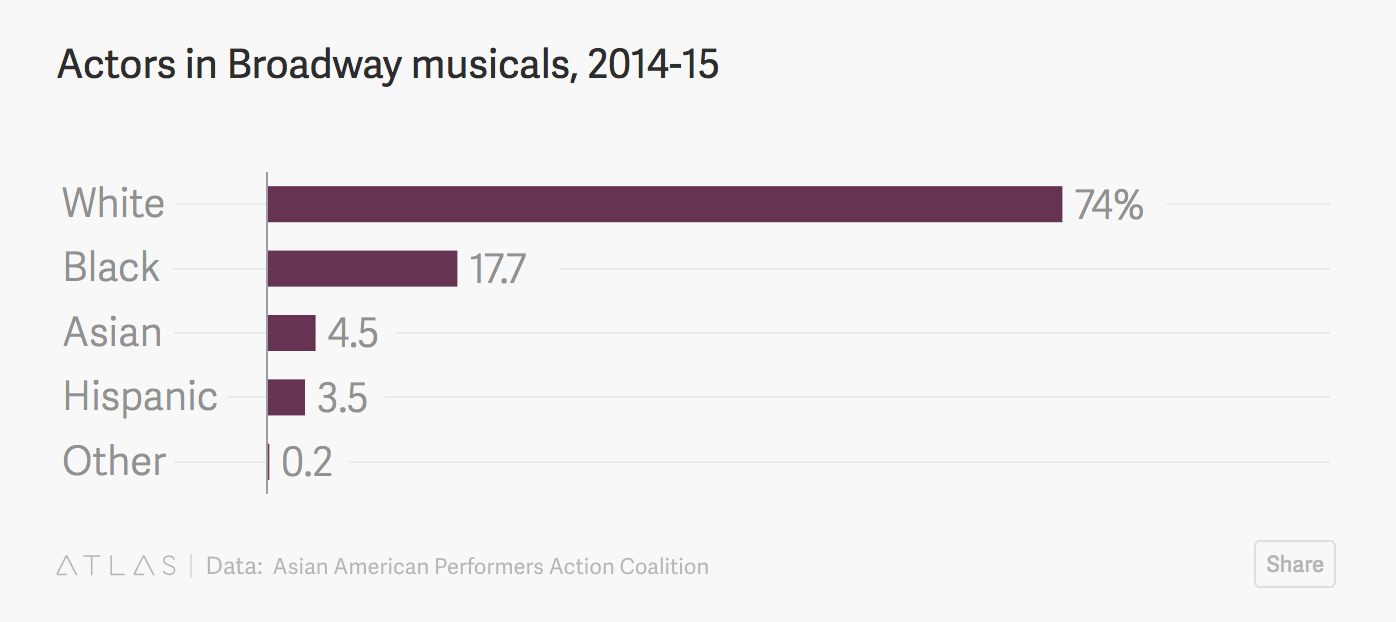 Actors in Broadway musicals, 2014-15
White 74%
Black 17.7
Asian 4.5
Hispanic 3.5
Other 0.2
ATLAS | Data: Asian American Performers Action Coalition Share